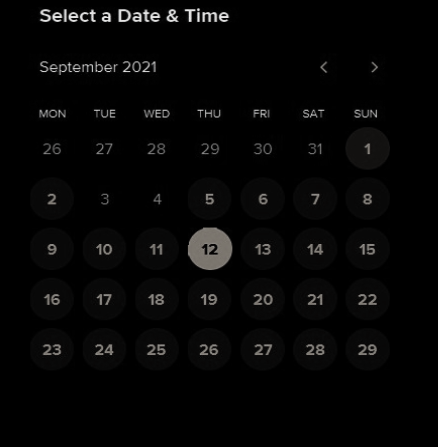 Select a Date & Time
September 2021
MON TUE WED THU FRI SAT SUN
26 27 28 29 30 31 1
2 3 4 5 6 7 8
9 10 11 12 13 14 15
16 17 18 19 20 21 22
23 24 25 26 27 28 29